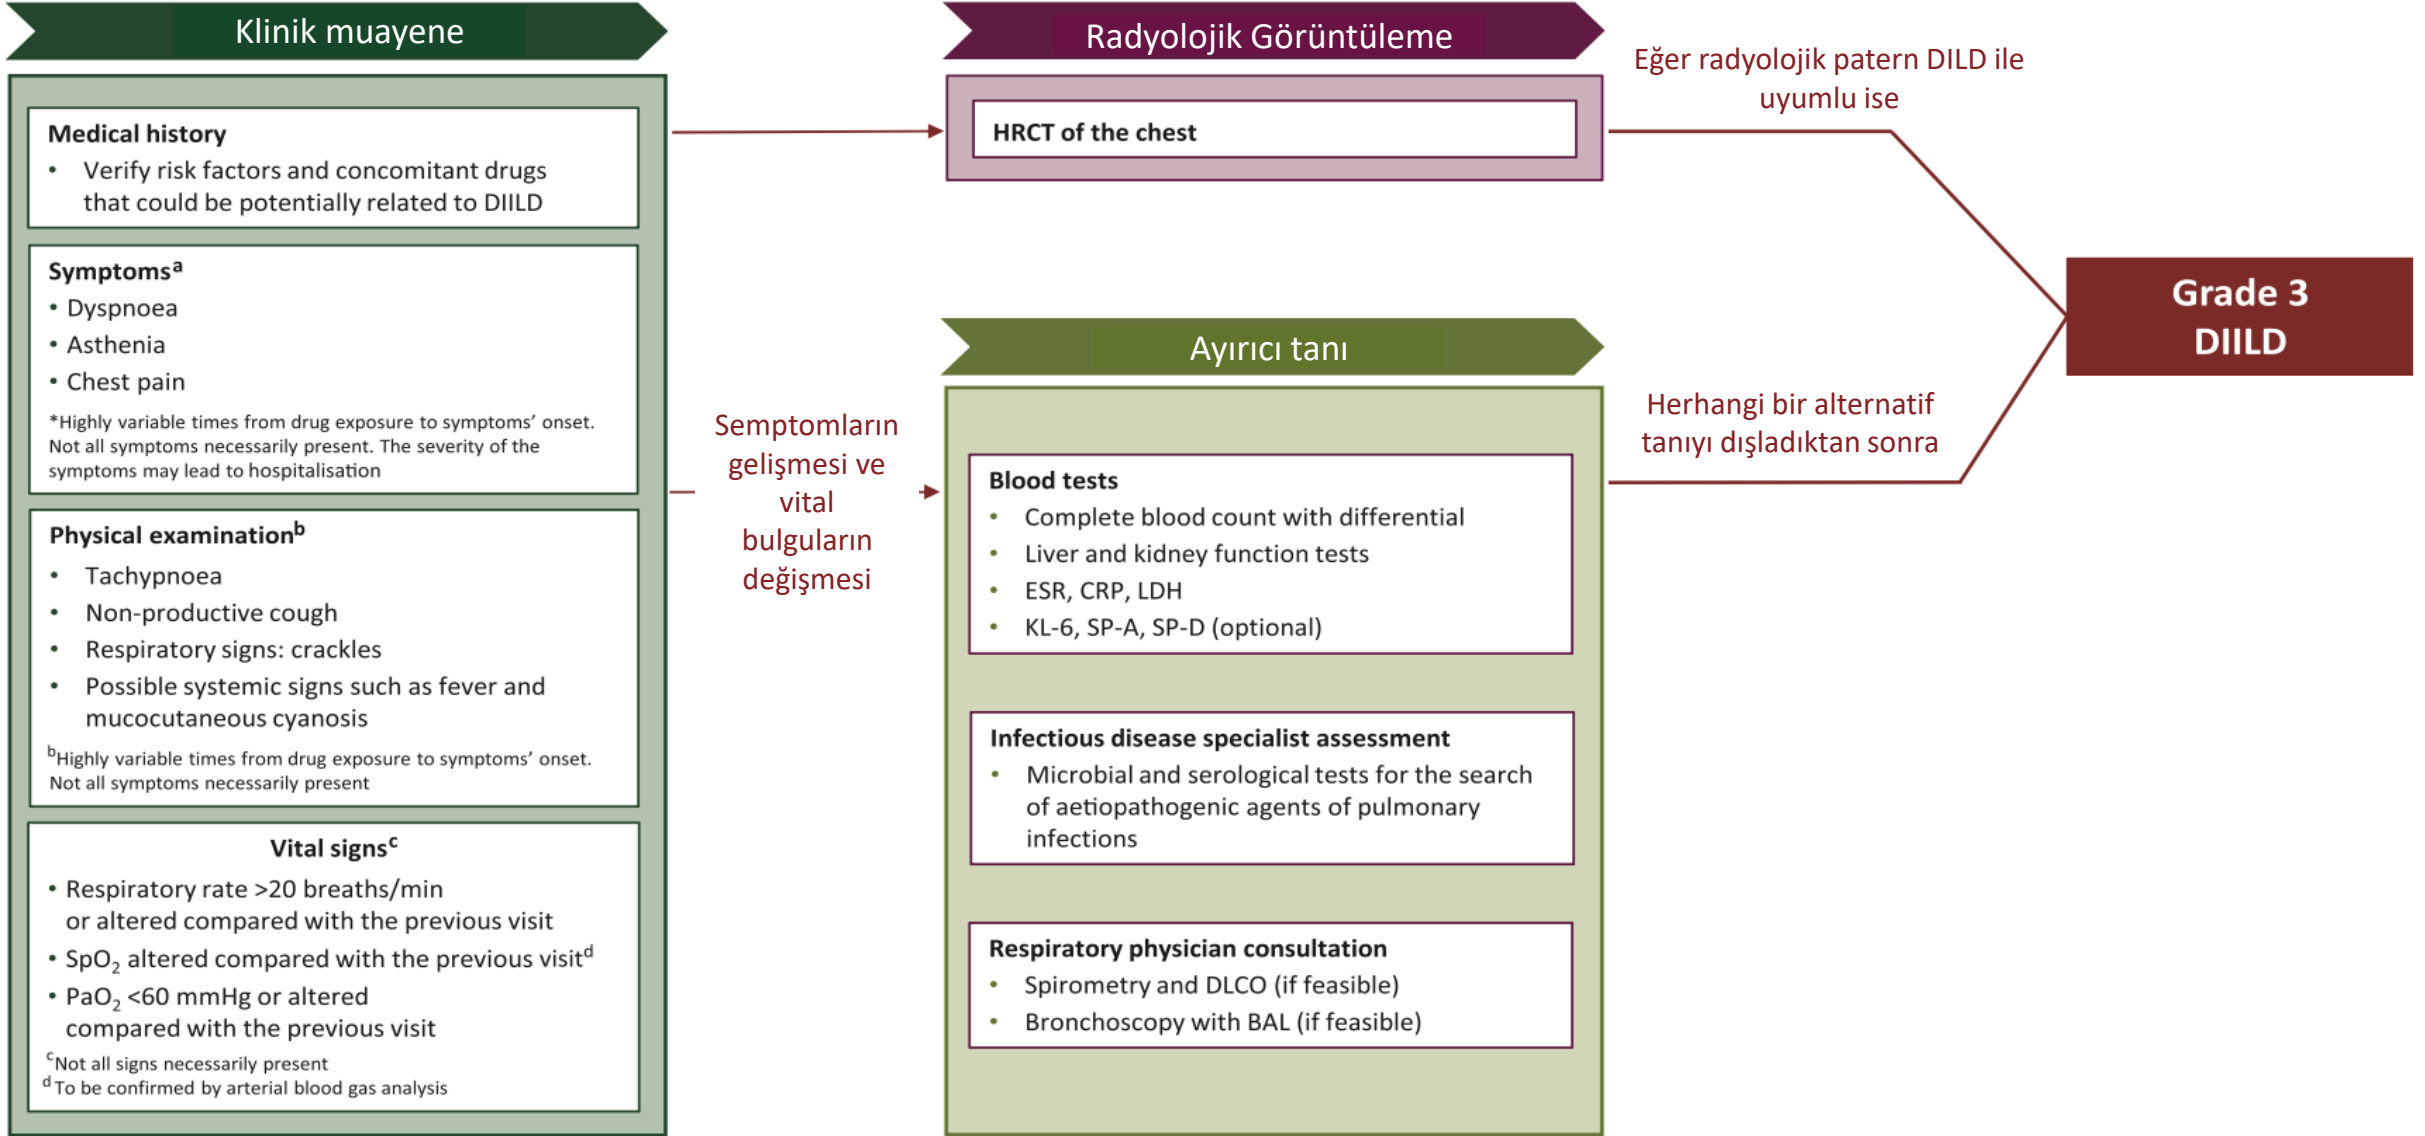 Klinik muayene
Medical history
• Verify risk factors and concomitant drugs
that could be potentially related to DIILD
Symptomsᵃ
• Dyspnoea
• Asthenia
• Chest pain
*Highly variable times from drug exposure to symptoms’ onset.
Not all symptoms necessarily present. The severity of the
symptoms may lead to hospitalisation
Physical examinationᵇ
• Tachypnoea
• Non-productive cough
• Respiratory signs: crackles
• Possible systemic signs such as fever and
mucocutaneous cyanosis
ᵇHighly variable times from drug exposure to symptoms’ onset.
Not all symptoms necessarily present
Vital signsᶜ
• Respiratory rate >20 breaths/min
or altered compared with the previous visit
• SpO₂ altered compared with the previous visitᵈ
• PaO₂ <60 mmHg or altered
compared with the previous visit
ᶜNot all signs necessarily present
ᵈTo be confirmed by arterial blood gas analysis
Semptomların
gelişmesi ve
vital
bulguların
değişmesi
Radyolojik Görüntüleme
HRCT of the chest
Ayırıcı tanı
Blood tests
• Complete blood count with differential
• Liver and kidney function tests
• ESR, CRP, LDH
• KL-6, SP-A, SP-D (optional)
Infectious disease specialist assessment
• Microbial and serological tests for the search
of aetiopathogenic agents of pulmonary
infections
Respiratory physician consultation
• Spirometry and DLCO (if feasible)
• Bronchoscopy with BAL (if feasible)
Eğer radyolojik patern DILD ile
uyumlu ise
Herhangi bir alternatif
tanıyı dışladıktan sonra
Grade 3
DIILD